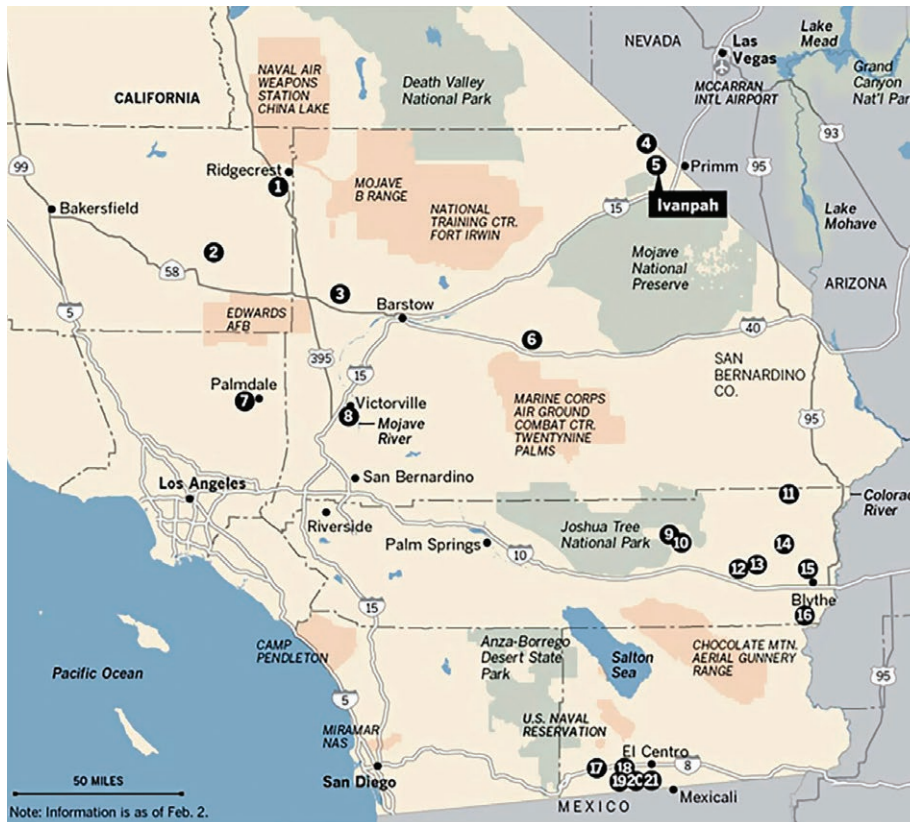 NEVADA
Las
Vegas
Lake
Mead
Grand
Canyon
Nat'l Par
MCCARRAN
INTL AIRPORT
NAVAL AIR
WEAPONS
STATION
CHINA LAKE
Death Valley
National Park
CALIFORNIA
99
93
95
4
5
Primm
Ridgecrest
1
MOJAVE
B RANGE
Ivanpah
15
Bakersfield
NATIONAL
TRAINING CTR.
FORT IRWIN
Lake
Mohave
2
58
Mojave
National
Preserve
ARIZONA
3
5
Barstow
EDWARDS
AFB
40
6
395
15
SAN
BERNARDINO
CO.
Palmdale
7
Victorville
8
Mojave
River
MARINE CORPS
AIR GROUND
COMBAT CTR.
TWENTYNINE
PALMS
95
Los Angeles
San Bernardino
11
Colorad
River
Riverside
Joshua Tree
National Park
9
10
14
Palm Springs
10
12
13
15
Blythe
16
15
CAMP
PENDLETON
Anza-Borrego
Desert State
Park
Salton
Sea
CHOCOLATE MTN.
AERIAL GUNNERY
RANGE
Pacific Ocean
95
5
U.S. NAVAL
RESERVATION
MIRAMAR
NAS
El Centro
17
18
8
San Diego
19
20
21
50 MILES
Mexicali
MEXICO
Note: Information is as of Feb. 2.